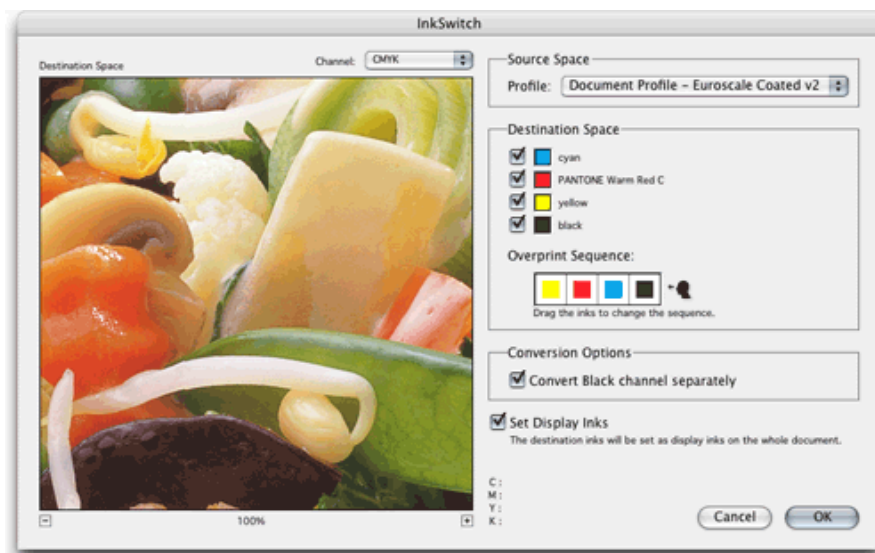 InkSwitch
Destination Space
Channel: CMYK
100%
Source Space
Profile: Document Profile - Euroscale Coated v2
Destination Space
cyan
PANTONE Warm Red C
yellow
black
Overprint Sequence:
Drag the inks to change the sequence.
Conversion Options
Convert Black channel separately
Set Display Inks
The destination inks will be set as display inks on the whole document.
C :
M :
Y :
K :
Cancel OK